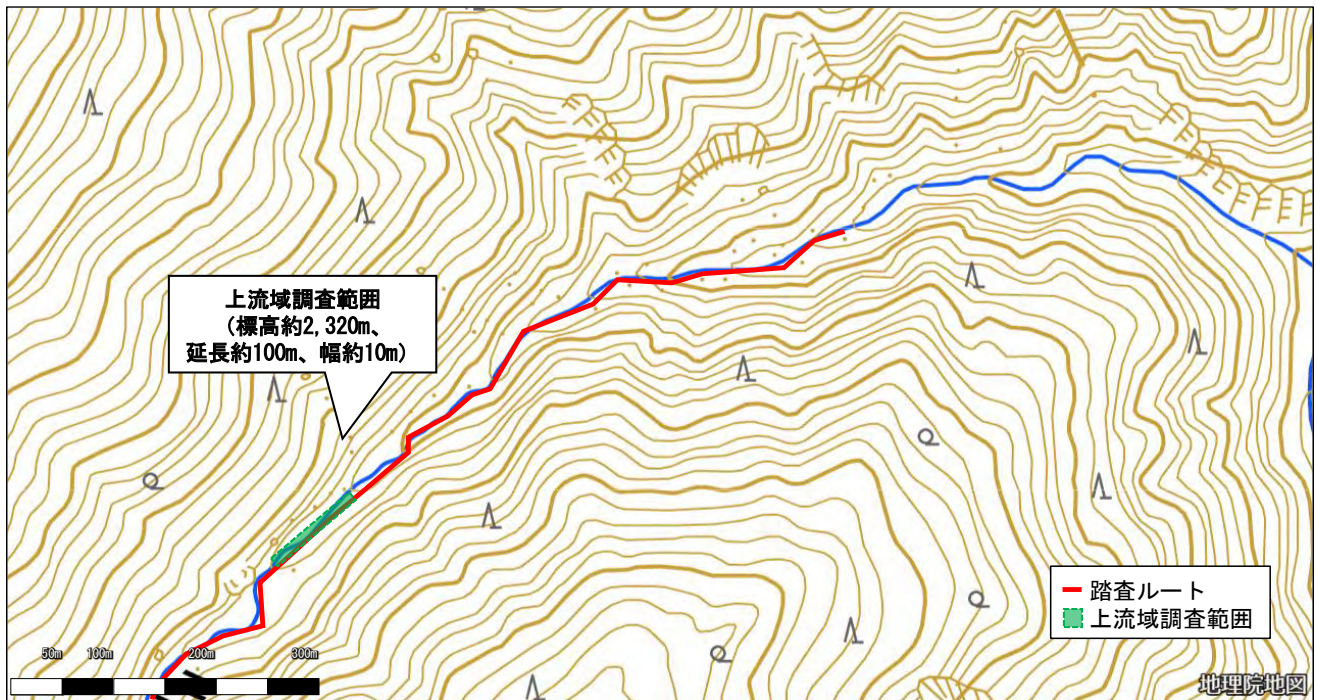 上流域調査範囲
（標高約2,320m、
延長約100m、幅約10m）
踏査ルート
上流域調査範囲
50m 100m 200m 300m
地理院地図